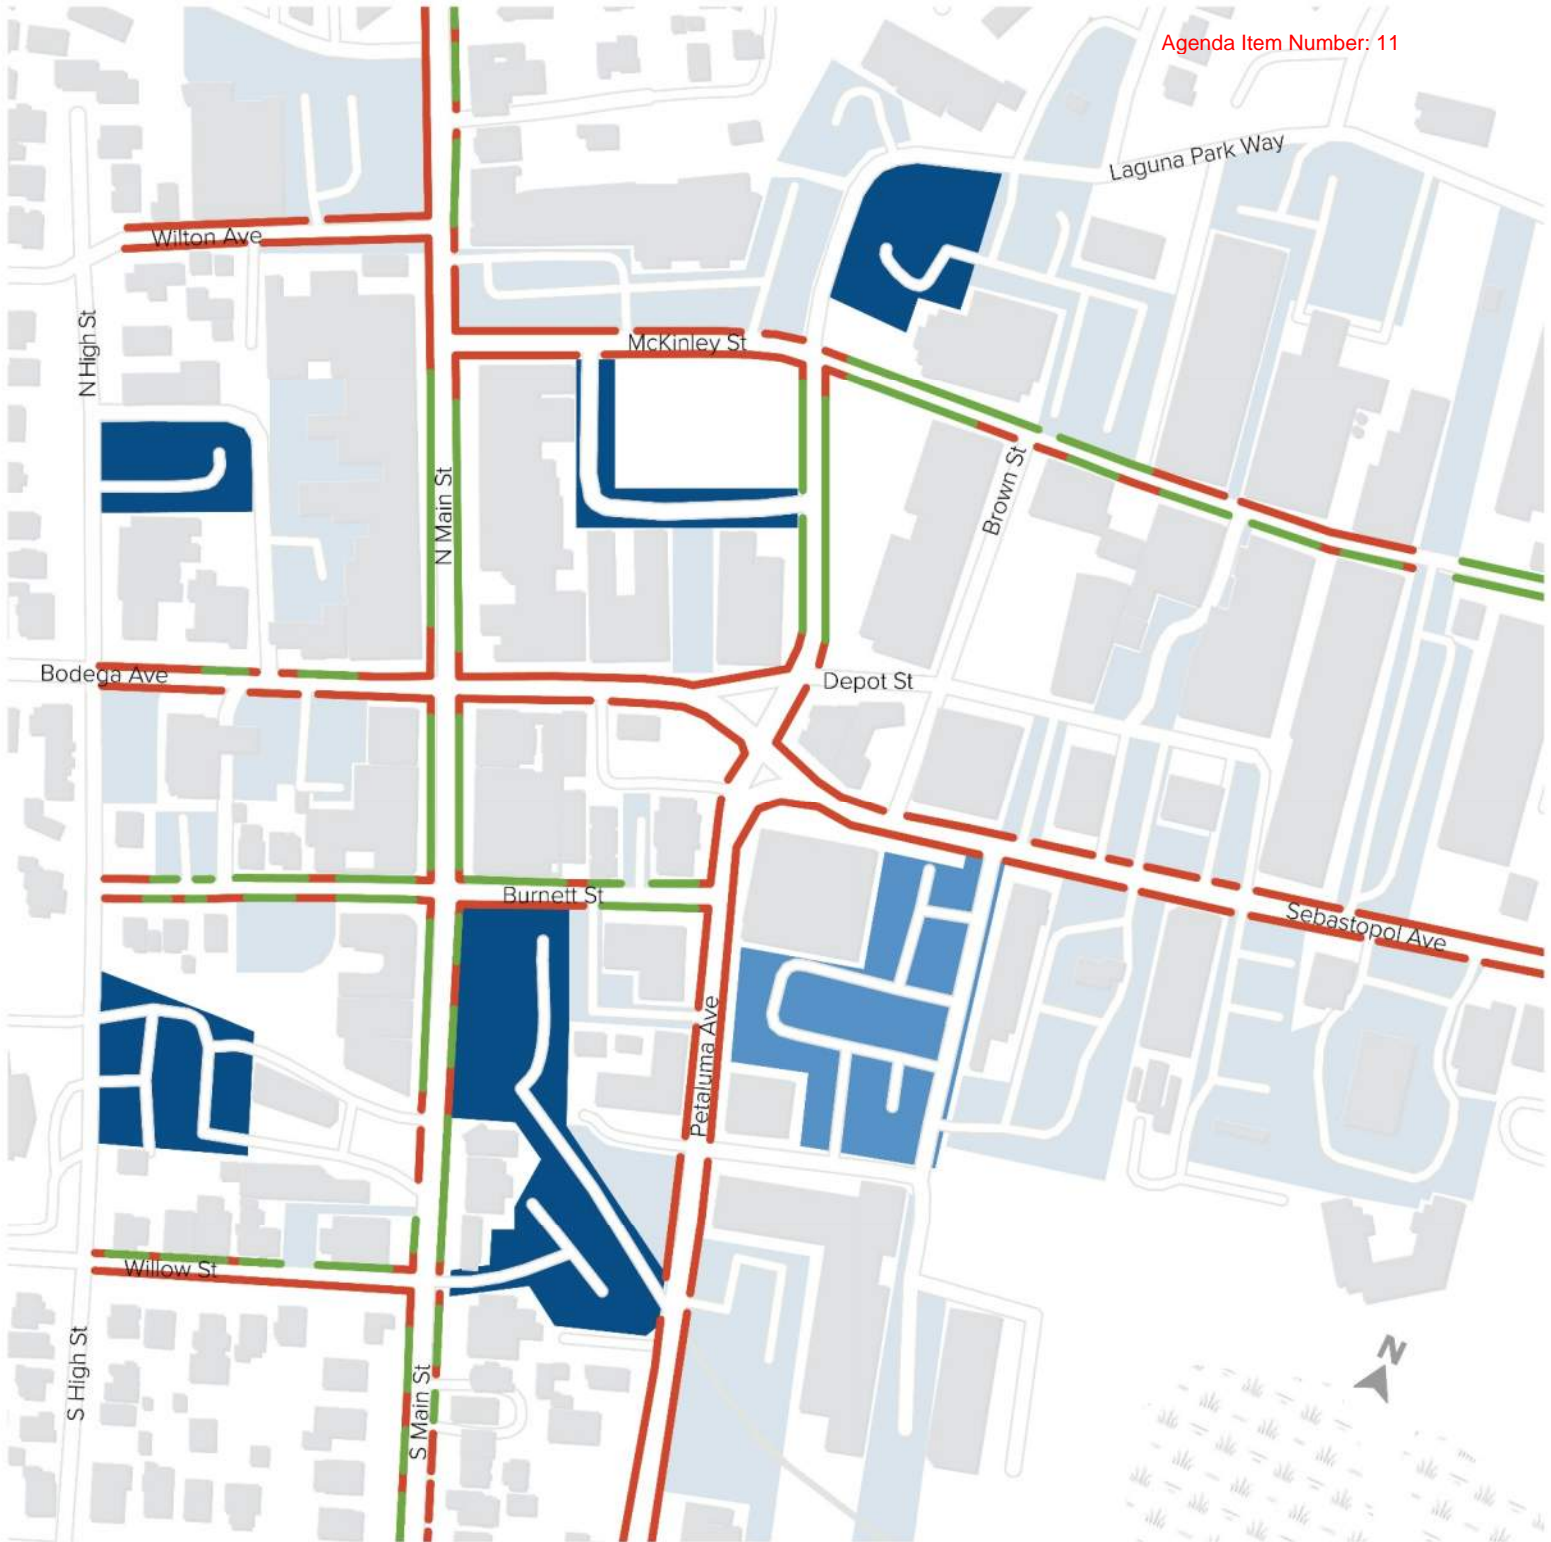 Agenda Item Number: 11
Laguna Park Way
Wilton Ave
N High St
McKinley St
N Main St
Brown St
Bodega Ave
Depot St
Burnett St
Sebastopol Ave
Petaluma Ave
Willow St
S High St
S Main St
N